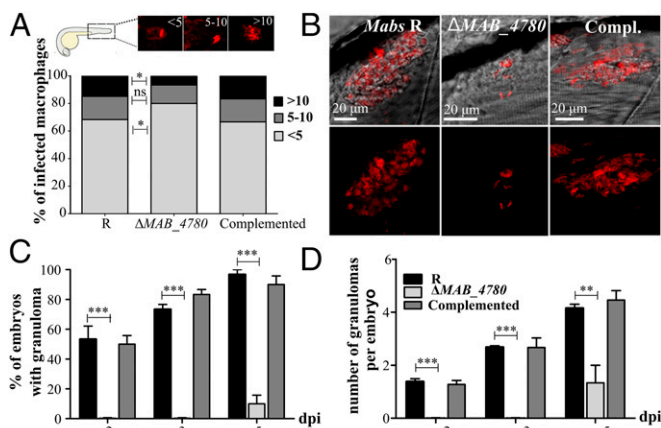 A
<5
5-10
>10
% of infected macrophages
100
80
60
40
20
0
*
ns
*
>10
5-10
<5
R
ΔMAB_4780
Complemented
B
Mabs R
ΔMAB_4780
Compl.
20 μm
20 μm
20 μm
C
% of embryos
with granuloma
100
80
60
40
20
0
***
***
***
dpi
D
number of granulomas
per embryo
6
4
2
0
R
ΔMAB_4780
Complemented
***
***
**
dpi